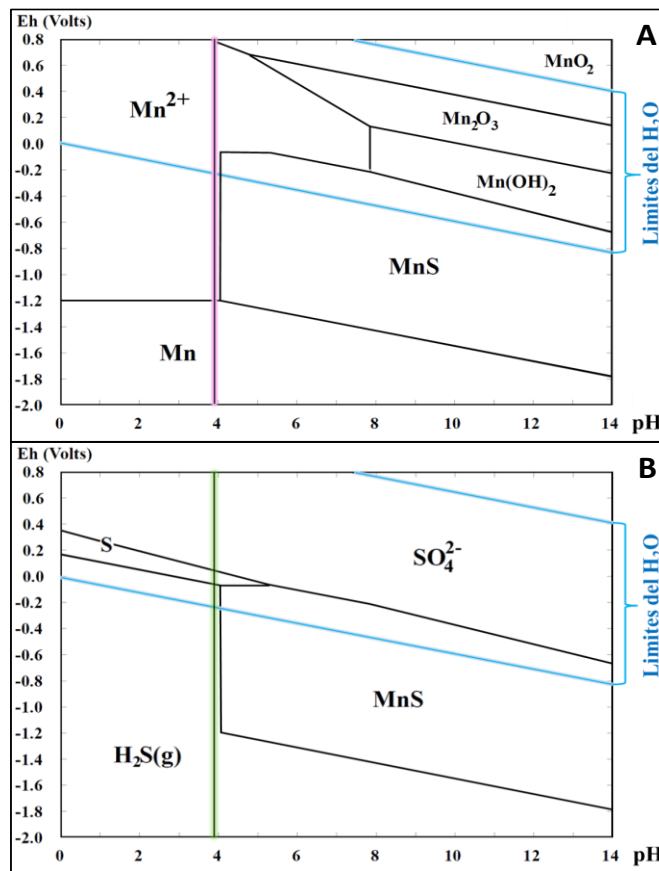 Eh (Volts)
A
0.8
0.6
0.4
0.2
0.0
-0.2
-0.4
-0.6
-0.8
-1.0
-1.2
-1.4
-1.6
-1.8
-2.0
MnO₂
Mn²⁺
Mn₂O₃
Mn(OH)₂
MnS
Mn
Limites del H₂O
0 2 4 6 8 10 12 14 pH
Eh (Volts)
B
0.8
0.6
0.4
0.2
0.0
-0.2
-0.4
-0.6
-0.8
-1.0
-1.2
-1.4
-1.6
-1.8
-2.0
S
SO₄²⁻
MnS
H₂S(g)
Limites del H₂O
0 2 4 6 8 10 12 14 pH